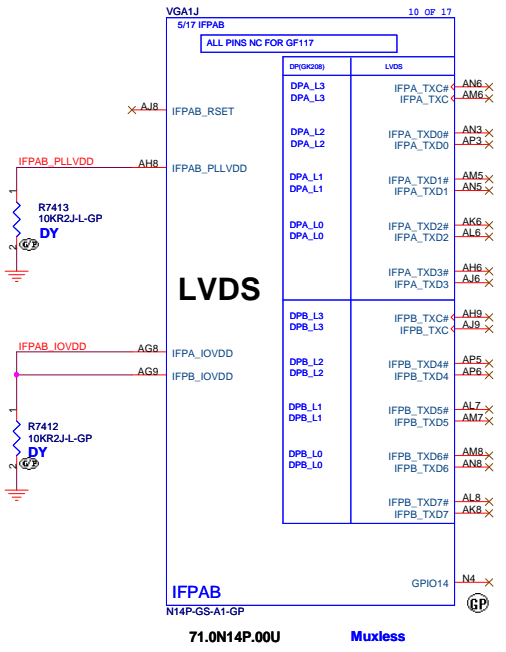 VGA1J 10 OF 17
5/17 IFPAB
ALL PINS NC FOR GF117
DP(GK208) LVDS
DPA_L3 IFPA_TXC# AN6
DPA_L3 IFPA_TXC AM6
AJ8 IFPAB_RSET
DPA_L2 IFPA_TXD0# AN3
DPA_L2 IFPA_TXD0 AP3
IFPAB_PLLVDD AH8 IFPAB_PLLVDD
DPA_L1 IFPA_TXD1# AM5
DPA_L1 IFPA_TXD1 AN5
1
R7413
10KR2J-L-GP
DY
2
G/P
DPA_L0 IFPA_TXD2# AK6
DPA_L0 IFPA_TXD2 AL6
IFPA_TXD3# AH6
IFPA_TXD3 AJ6
LVDS
DPB_L3 IFPB_TXC# AH9
DPB_L3 IFPB_TXC AJ9
IFPAB_IOVDD AG8 IFPA_IOVDD
AG9 IFPB_IOVDD
DPB_L2 IFPB_TXD4# AP5
DPB_L2 IFPB_TXD4 AP6
1
R7412
10KR2J-L-GP
DY
2
G/P
DPB_L1 IFPB_TXD5# AL7
DPB_L1 IFPB_TXD5 AM7
DPB_L0 IFPB_TXD6# AM8
DPB_L0 IFPB_TXD6 AN8
IFPB_TXD7# AL8
IFPB_TXD7 AK8
GPIO14 N4
IFPAB
GP
N14P-GS-A1-GP
71.0N14P.00U Muxless